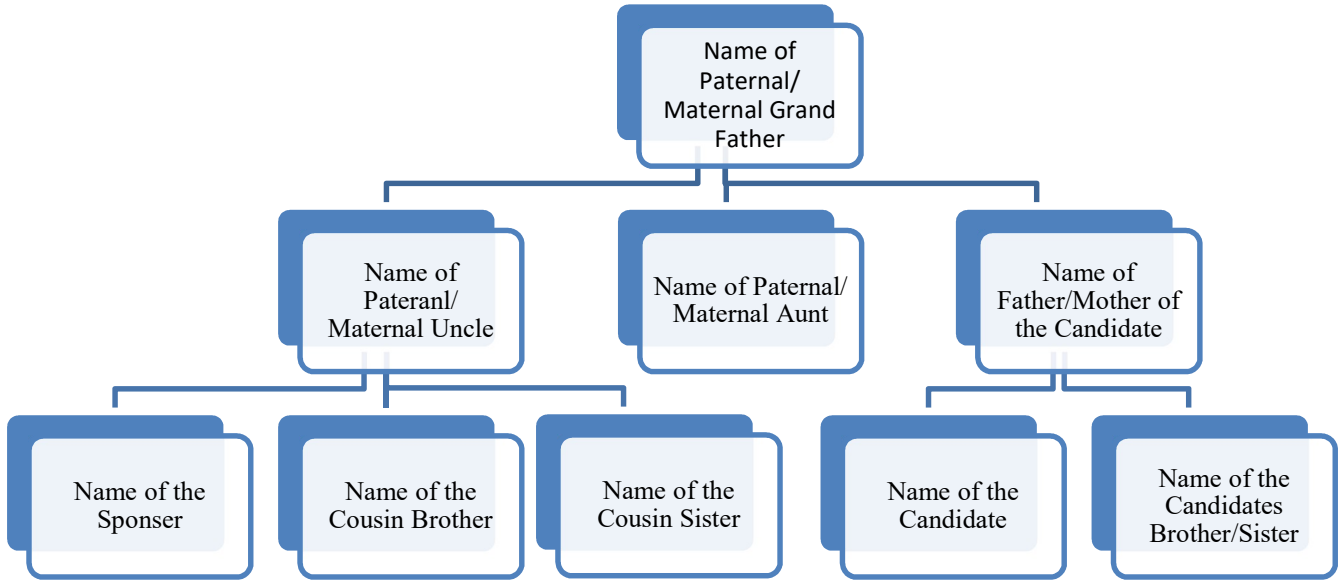 Name of
Paternal/
Maternal Grand
Father
Name of
Pateranl/
Maternal Uncle
Name of Paternal/
Maternal Aunt
Name of
Father/Mother of
the Candidate
Name of the
Sponser
Name of the
Cousin Brother
Name of the
Cousin Sister
Name of the
Candidate
Name of the
Candidates
Brother/Sister